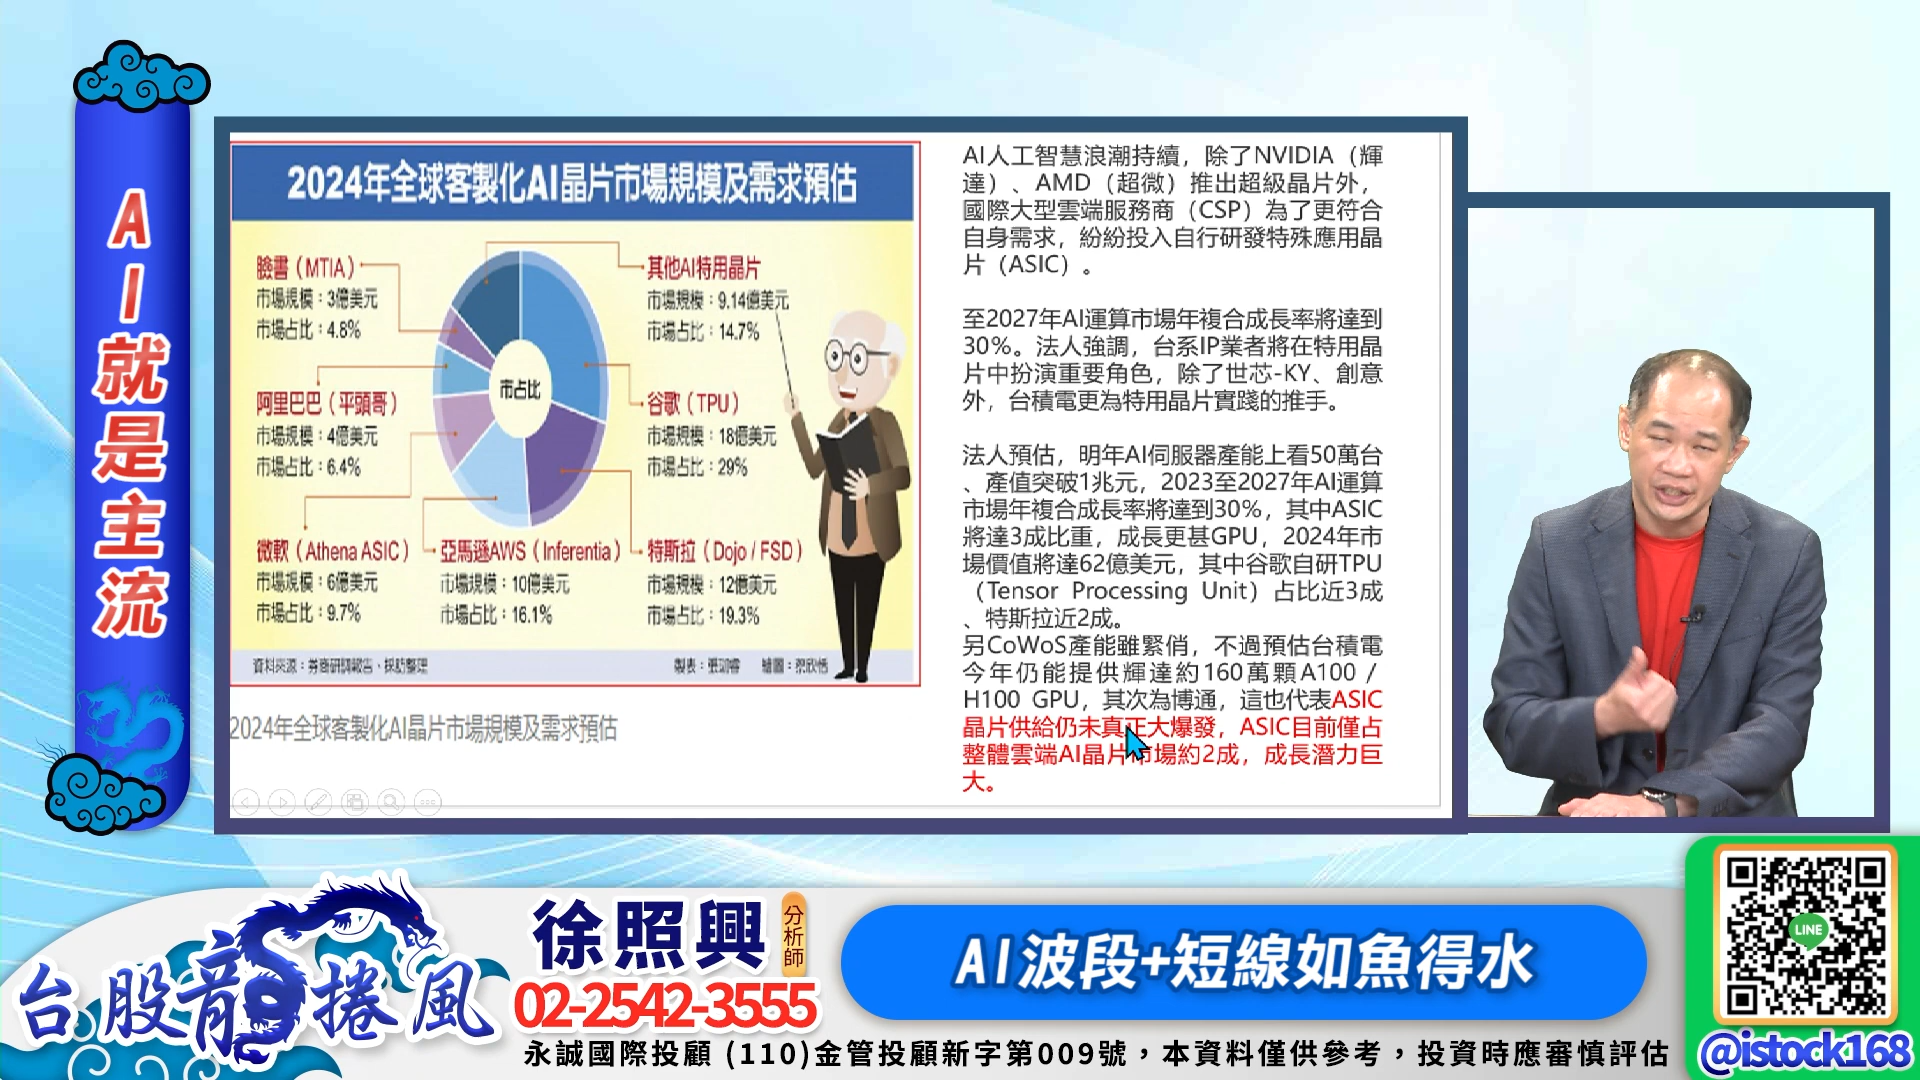 AI就是主流
2024年全球客製化AI晶片市場規模及需求預估
臉書（MTIA）
市場規模：3億美元
市場占比：4.8%
其他AI特用晶片
市場規模：9.14億美元
市場占比：14.7%
市占比
阿里巴巴（平頭哥）
市場規模：4億美元
市場占比：6.4%
谷歌（TPU）
市場規模：18億美元
市場占比：29%
微軟（Athena ASIC）
市場規模：6億美元
市場占比：9.7%
亞馬遜AWS（Inferentia）
市場規模：10億美元
市場占比：16.1%
特斯拉（Dojo / FSD）
市場規模：12億美元
市場占比：19.3%
資料來源：券商研調報告、採訪整理
製表：張珈睿
2024年全球客製化AI晶片市場規模及需求預估
AI人工智慧浪潮持續，除了NVIDIA（輝
達）、AMD（超微）推出超級晶片外，
國際大型雲端服務商（CSP）為了更符合
自身需求，紛紛投入自行研發特殊應用晶
片（ASIC）。
至2027年AI運算市場年複合成長率將達到
30%。法人強調，台系IP業者將在特用晶
片中扮演重要角色，除了世芯-KY、創意
外，台積電更為特用晶片實踐的推手。
法人預估，明年AI伺服器產能上看50萬台
、產值突破1兆元，2023至2027年AI運算
市場年複合成長率將達到30%，其中ASIC
將達3成比重，成長更甚GPU，2024年市
場價值將達62億美元，其中谷歌自研TPU
（Tensor Processing Unit）占比近3成
、特斯拉近2成。
另CoWoS產能雖緊俏，不過預估台積電
今年仍能提供輝達約160萬顆A100 /
H100 GPU，其次為博通，這也代表ASIC
晶片供給仍未真正大爆發，ASIC目前僅占
整體雲端AI晶片市場約2成，成長潛力巨
大。
台股龍捲風
徐照興
分析師
02-2542-3555
AI波段+短線如魚得水
永誠國際投顧 (110)金管投顧新字第009號，本資料僅供參考，投資時應審慎評估
LINE
@istock168